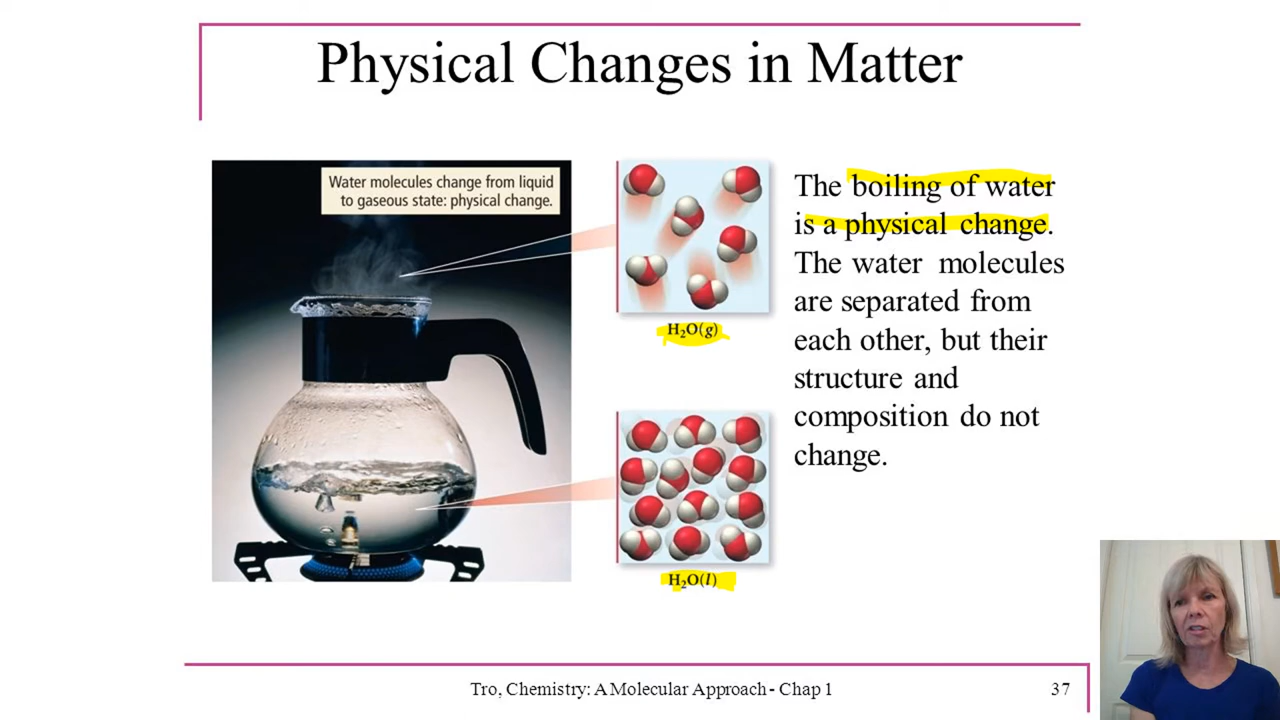 Physical Changes in Matter
Water molecules change from liquid
to gaseous state: physical change.
H₂O(g)
H₂O(l)
The boiling of water
is a physical change.
The water molecules
are separated from
each other, but their
structure and
composition do not
change.
Tro, Chemistry: A Molecular Approach - Chap 1
37